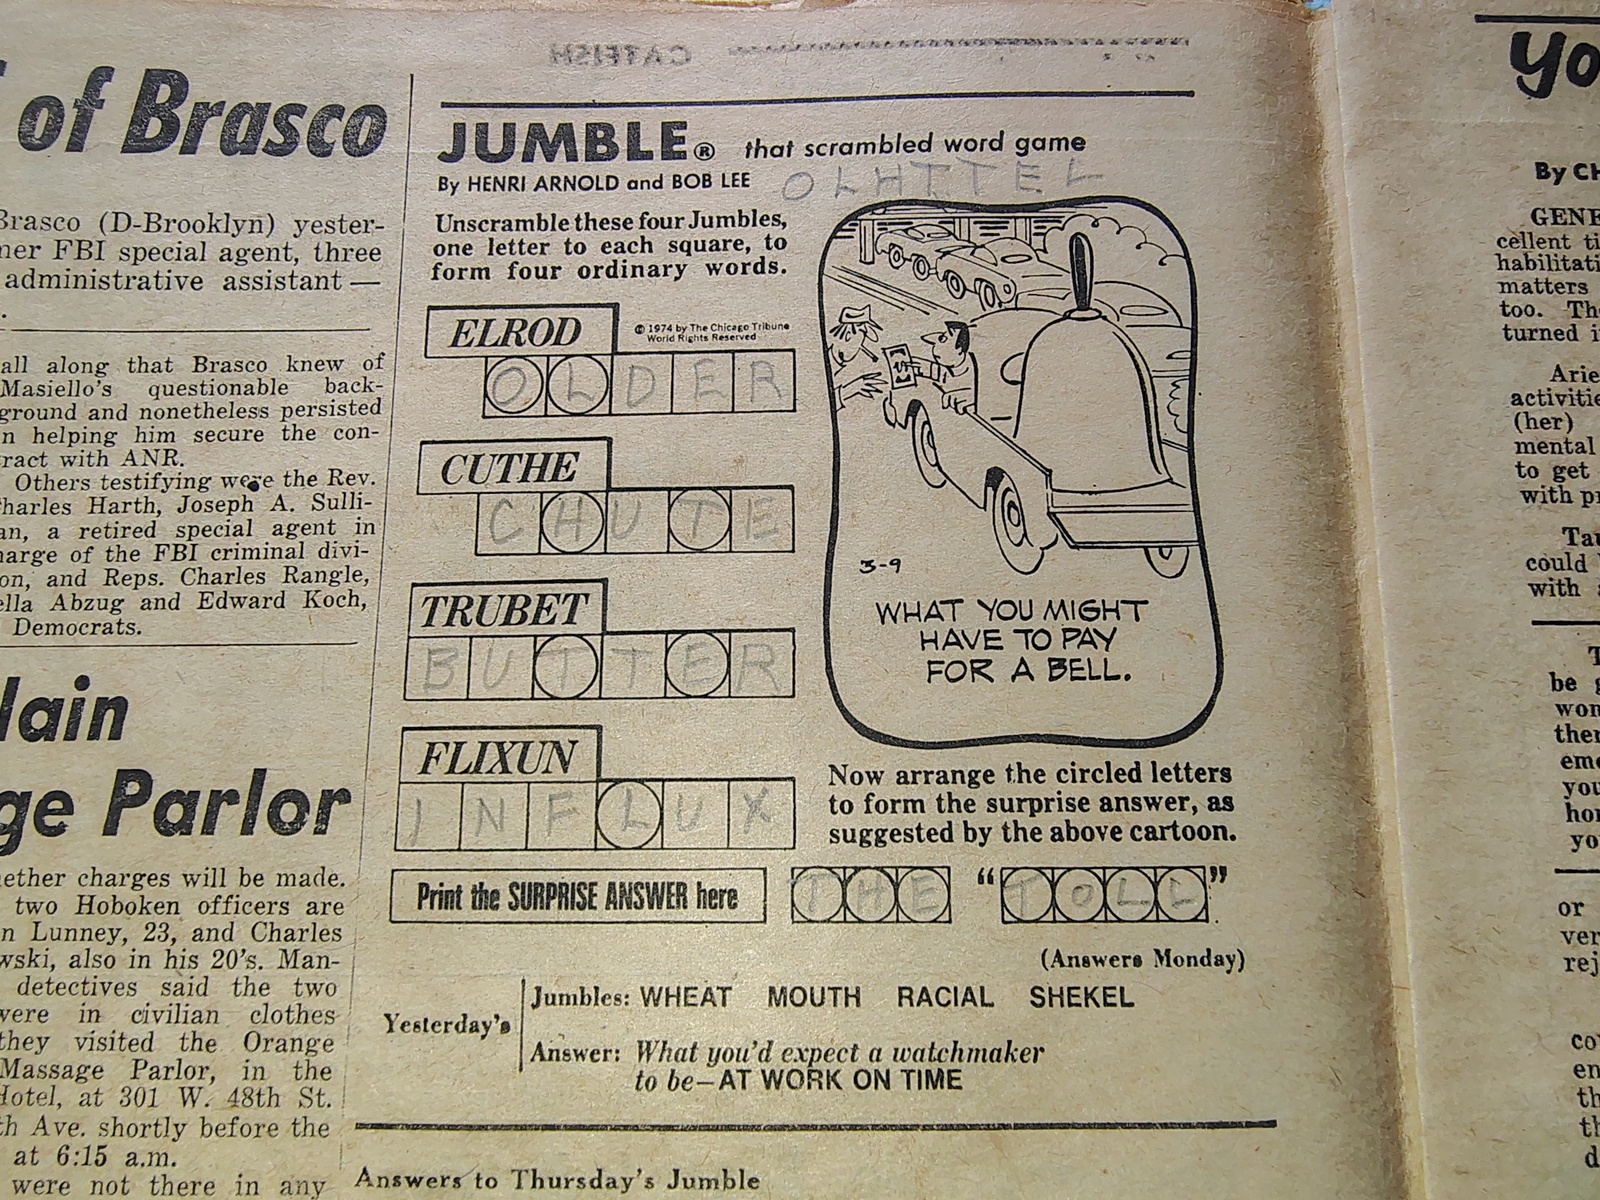 of Brasco
Brasco (D-Brooklyn) yester-
mer FBI special agent, three
administrative assistant —
all along that Brasco knew of
Masiello's questionable back-
ground and nonetheless persisted
n helping him secure the con-
ract with ANR.
Others testifying were the Rev.
Charles Harth, Joseph A. Sulli-
an, a retired special agent in
harge of the FBI criminal divi-
on, and Reps. Charles Rangle,
ella Abzug and Edward Koch,
Democrats.
lain
ge Parlor
hether charges will be made.
two Hoboken officers are
n Lunney, 23, and Charles
wski, also in his 20's. Man-
detectives said the two
were in civilian clothes
they visited the Orange
Massage Parlor, in the
Hotel, at 301 W. 48th St.
th Ave. shortly before the
at 6:15 a.m.
were not there in any
CATFISH
JUMBLE® that scrambled word game
By HENRI ARNOLD and BOB LEE
OLHTTEL
Unscramble these four Jumbles,
one letter to each square, to
form four ordinary words.
ELROD
© 1974 by The Chicago Tribune
World Rights Reserved
OLDER
CUTHE
CHUTE
TRUBET
BUTTER
FLIXUN
INFLUX
3-9
WHAT YOU MIGHT
HAVE TO PAY
FOR A BELL.
Now arrange the circled letters
to form the surprise answer, as
suggested by the above cartoon.
Print the SURPRISE ANSWER here THE "TOLL".
(Answers Monday)
Yesterday's
Jumbles: WHEAT MOUTH RACIAL SHEKEL
Answer: What you'd expect a watchmaker
to be—AT WORK ON TIME
Answers to Thursday's Jumble
yo
By CH
GENE
cellent ti
habilitati
matters
too. The
turned i
Arie
activitie
(her)
mental
to get
with pr
Tau
could
with
T
be g
won
ther
eme
you
hor
yo
or
ver
rej
co
en
th
th
d